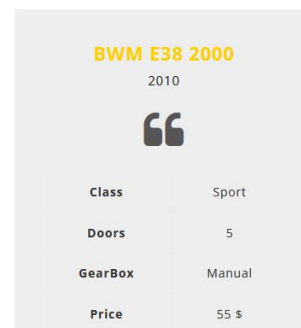 BWM E38 2000
2010
Class Sport
Doors 5
GearBox Manual
Price 55 $